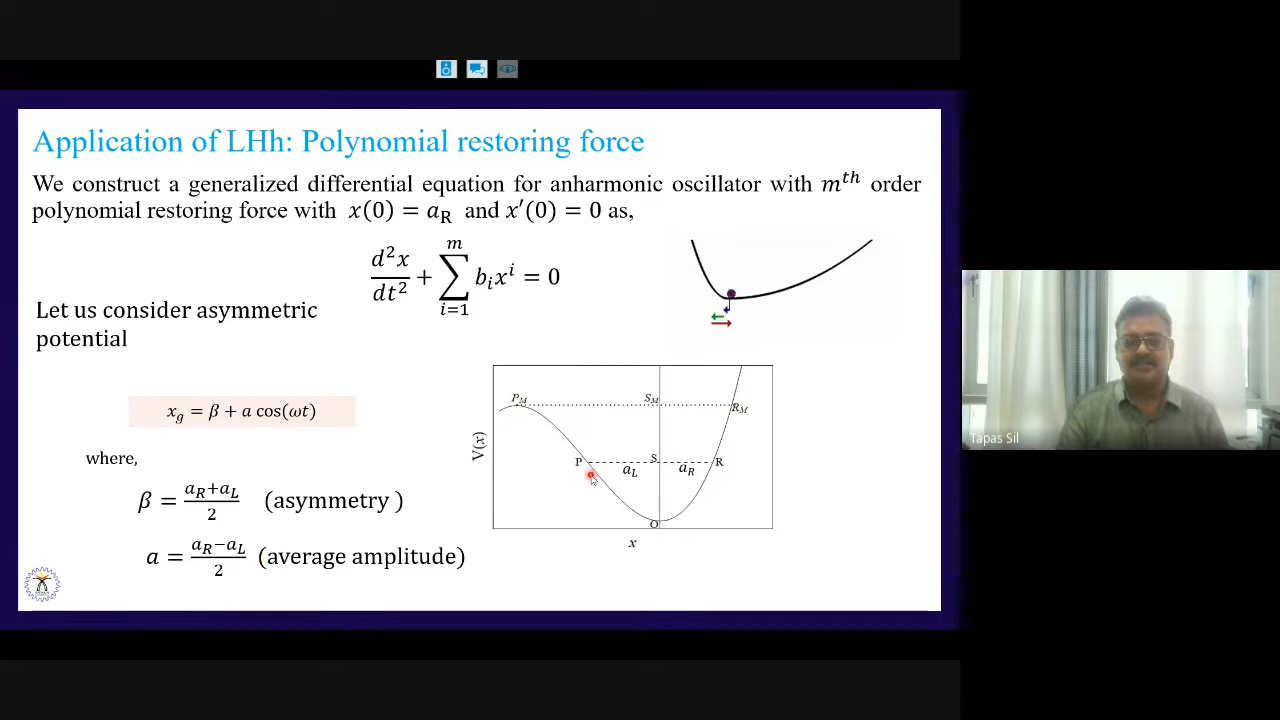 Application of LHh: Polynomial restoring force
We construct a generalized differential equation for anharmonic oscillator with mᵗʰ order
polynomial restoring force with x(0) = a_R and x′(0) = 0 as,
d²x/dt² + ∑_{i=1}^{m} b_i xⁱ = 0
Let us consider asymmetric
potential
x_g = β + a cos(ωt)
where,
β = (a_R+a_L)/2 (asymmetry )
a = (a_R−a_L)/2 (average amplitude)
P_M S_M R_M
V(x)
P S R
a_L a_R
O
x
Tapas Sil